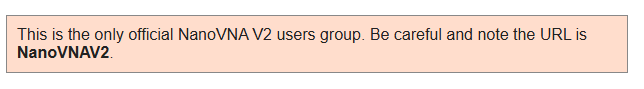 This is the only official NanoVNA V2 users group. Be careful and note the URL is
NanoVNAV2.